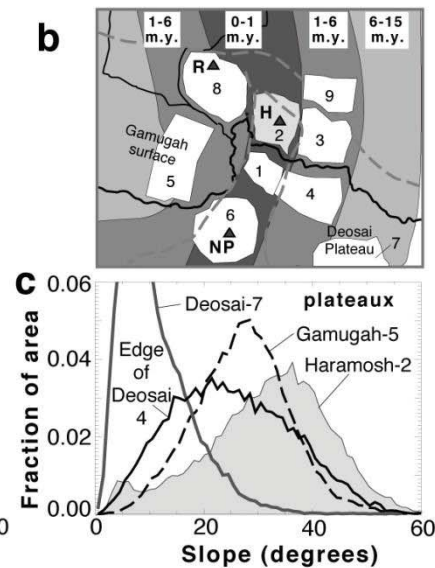 b
1-6 0-1 1-6 6-15
m.y. m.y. m.y. m.y.
R
8
9
H
2
3
Gamugah
surface
5
1
4
6
NP
Deosai
Plateau 7
c
0.06
Deosai-7
plateaux
Gamugah-5
Haramosh-2
Edge
of
Deosai
4
0.04
0.02
0.00
Fraction of area
0 20 40 60
Slope (degrees)
0